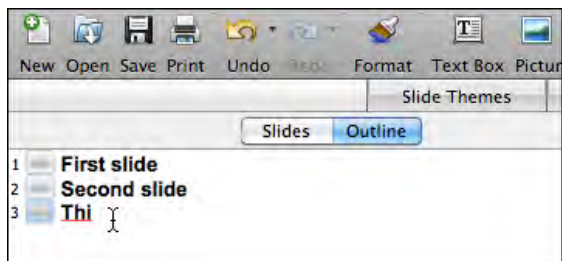 New Open Save Print Undo Redo Format Text Box Pictur
Slide Themes
Slides Outline
1 First slide
2 Second slide
3 Thi